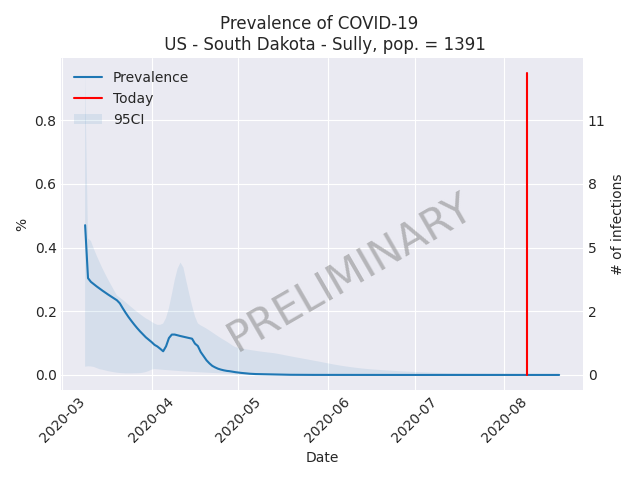 Prevalence of COVID-19
US - South Dakota - Sully, pop. = 1391
Prevalence
Today
95CI
0.8
0.6
0.4
0.2
0.0
%
11
8
5
2
0
# of infections
PRELIMINARY
2020-03
2020-04
2020-05
2020-06
2020-07
2020-08
Date